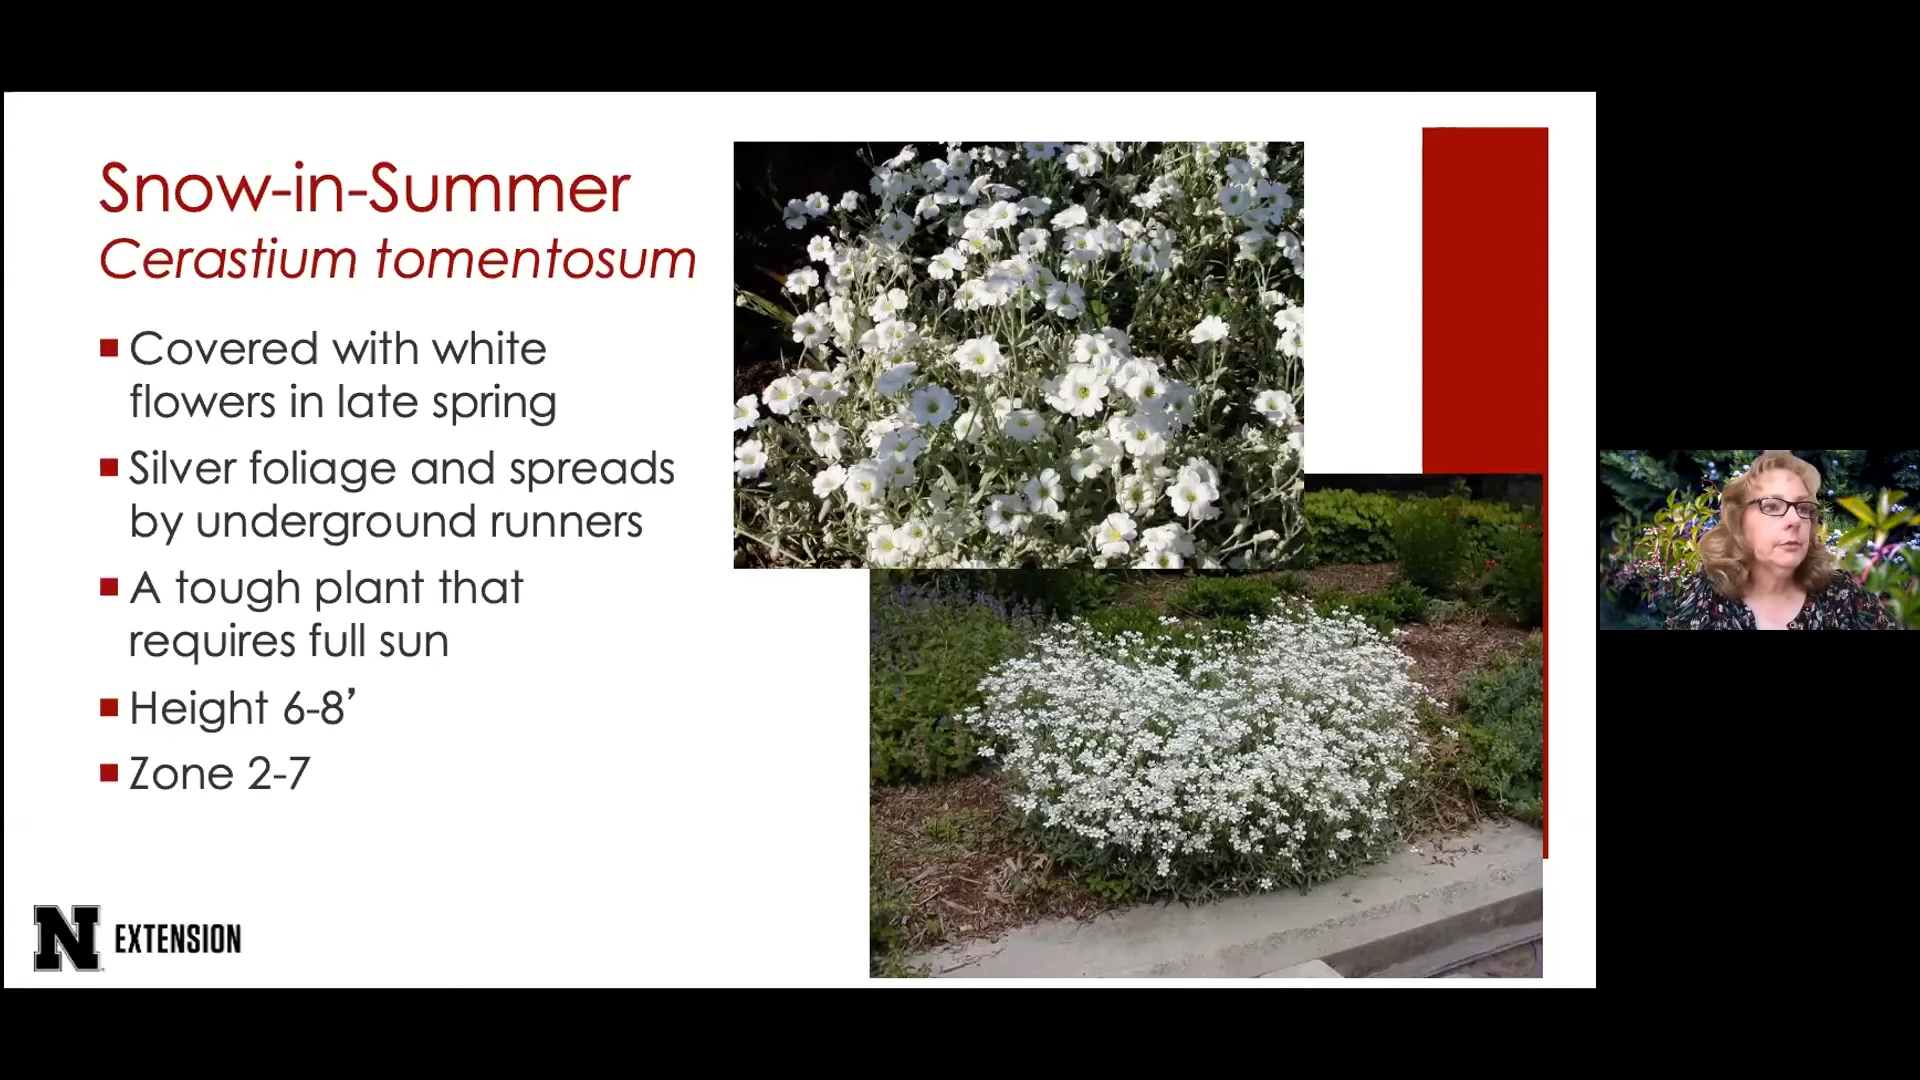 Snow-in-Summer
Cerastium tomentosum
Covered with white
flowers in late spring
Silver foliage and spreads
by underground runners
A tough plant that
requires full sun
Height 6-8’
Zone 2-7
N EXTENSION